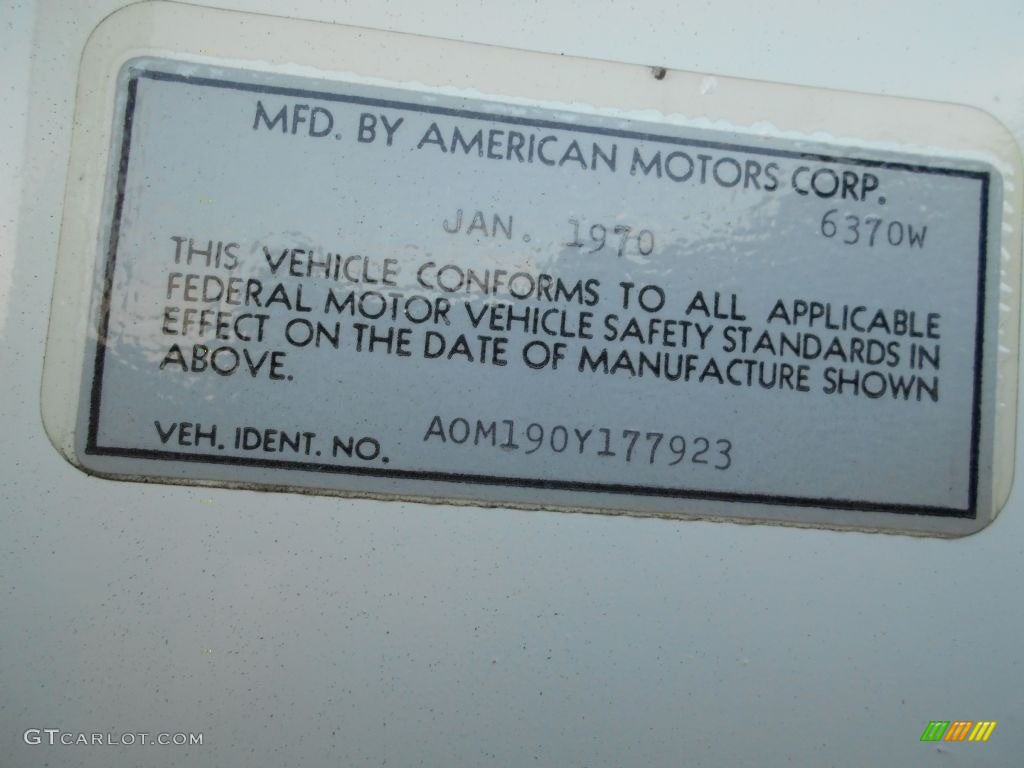 MFD. BY AMERICAN MOTORS CORP.
JAN. 1970 6370W
THIS VEHICLE CONFORMS TO ALL APPLICABLE
FEDERAL MOTOR VEHICLE SAFETY STANDARDS IN
EFFECT ON THE DATE OF MANUFACTURE SHOWN
ABOVE.
VEH. IDENT. NO. A0M190Y177923
GTCARLOT.COM